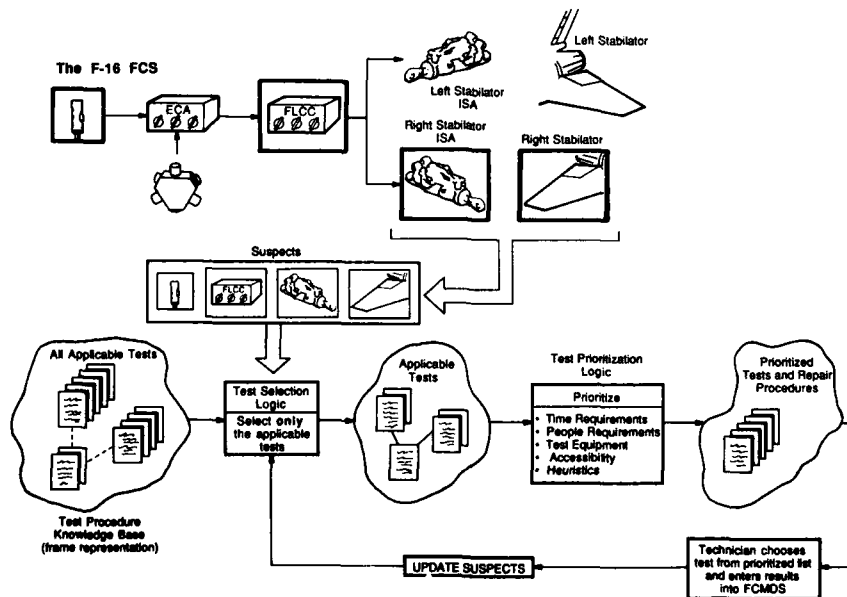 The F-16 FCS
ECA
FLCC
Left Stabilator
ISA
Left Stabilator
Right Stabilator
ISA
Right Stabilator
Suspects
FLCC
All Applicable Tests
Test Procedure
Knowledge Base
(frame representation)
Test Selection
Logic
Select only
the applicable
tests
Applicable
Tests
Test Prioritization
Logic
Prioritize
• Time Requirements
• People Requirements
• Test Equipment
• Accessibility
• Heuristics
Prioritized
Tests and Repair
Procedures
UPDATE SUSPECTS
Technician chooses
test from prioritized list
and enters results
into FCMDS